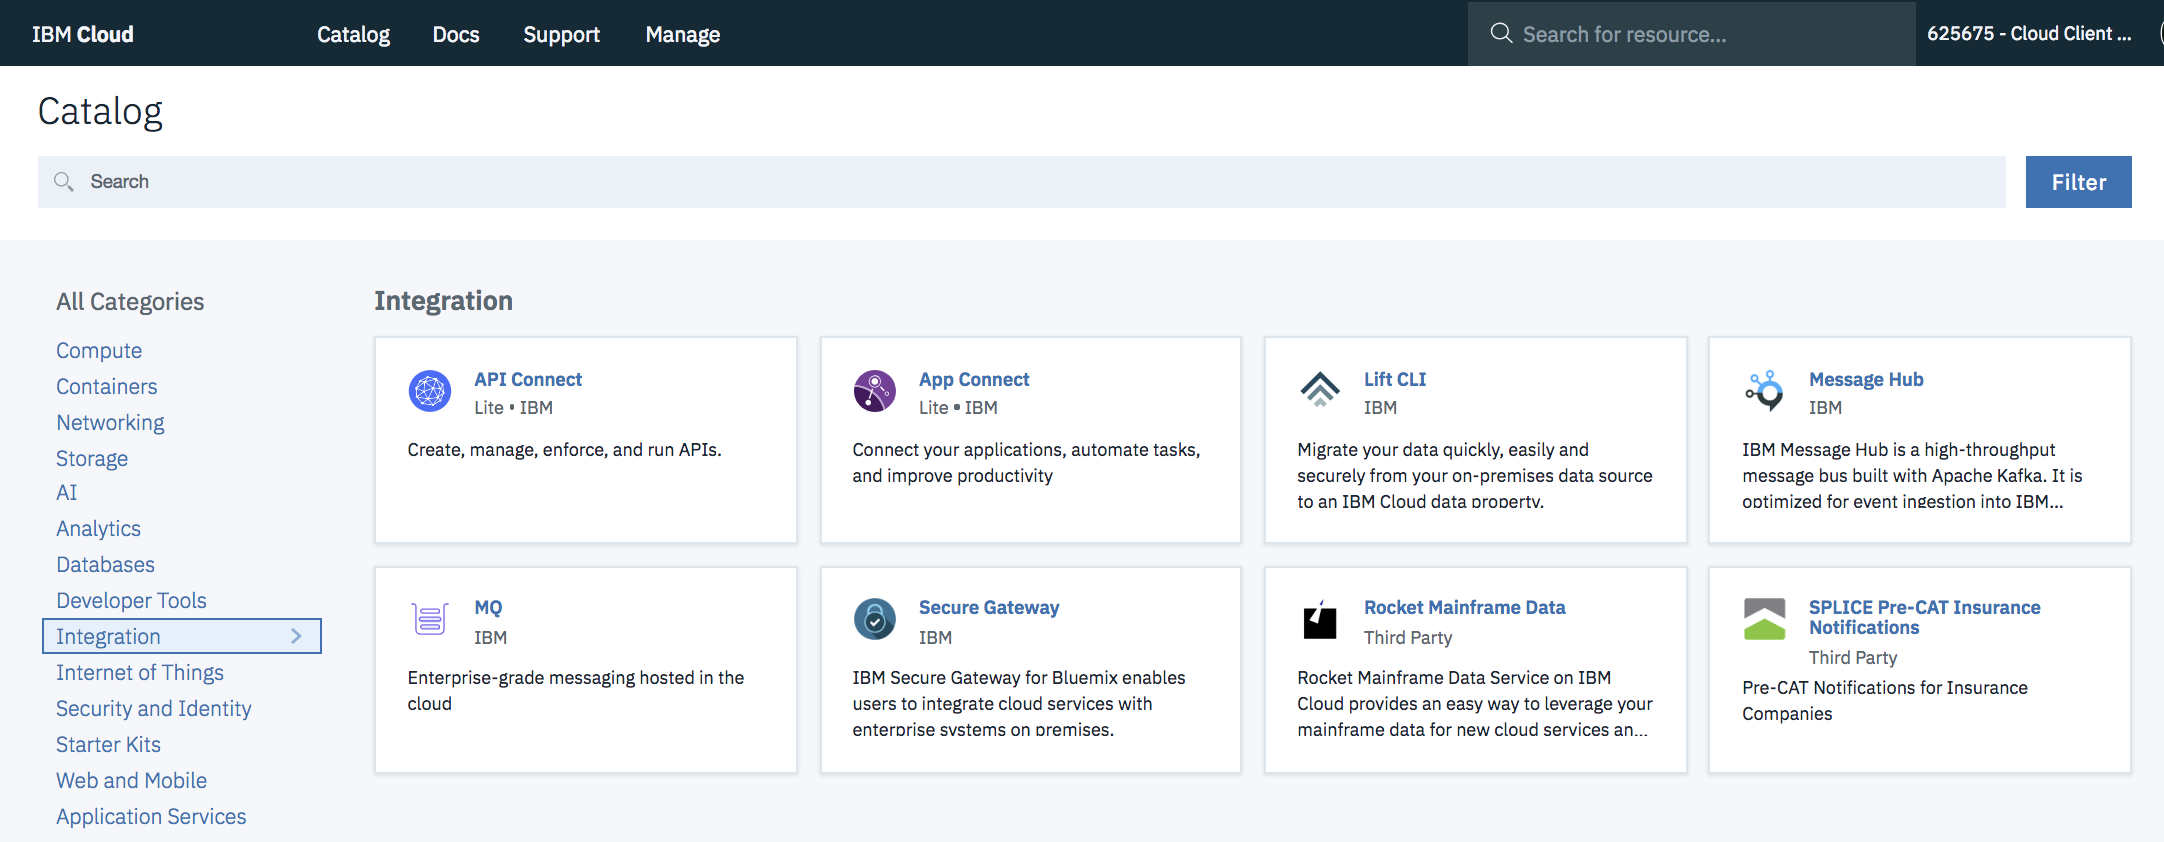 IBM Cloud
Catalog
Docs
Support
Manage
Search for resource...
625675 - Cloud Client ...
Catalog
Search
Filter
All Categories
Compute
Containers
Networking
Storage
AI
Analytics
Databases
Developer Tools
Integration
Internet of Things
Security and Identity
Starter Kits
Web and Mobile
Application Services
Integration
API Connect
Lite • IBM
Create, manage, enforce, and run APIs.
App Connect
Lite • IBM
Connect your applications, automate tasks,
and improve productivity
Lift CLI
IBM
Migrate your data quickly, easily and
securely from your on-premises data source
to an IBM Cloud data property.
Message Hub
IBM
IBM Message Hub is a high-throughput
message bus built with Apache Kafka. It is
optimized for event ingestion into IBM...
MQ
IBM
Enterprise-grade messaging hosted in the
cloud
Secure Gateway
IBM
IBM Secure Gateway for Bluemix enables
users to integrate cloud services with
enterprise systems on premises.
Rocket Mainframe Data
Third Party
Rocket Mainframe Data Service on IBM
Cloud provides an easy way to leverage your
mainframe data for new cloud services an...
SPLICE Pre-CAT Insurance
Notifications
Third Party
Pre-CAT Notifications for Insurance
Companies